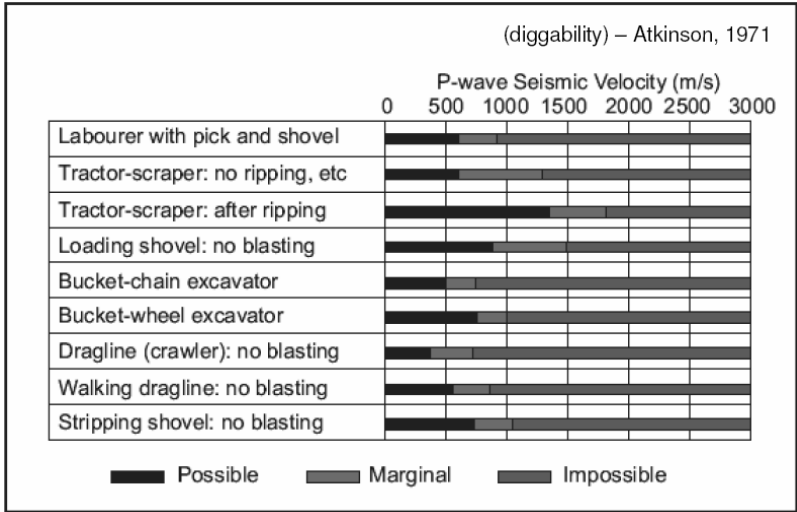 (diggability) – Atkinson, 1971
P-wave Seismic Velocity (m/s)
0 500 1000 1500 2000 2500 3000
Labourer with pick and shovel
Tractor-scraper: no ripping, etc
Tractor-scraper: after ripping
Loading shovel: no blasting
Bucket-chain excavator
Bucket-wheel excavator
Dragline (crawler): no blasting
Walking dragline: no blasting
Stripping shovel: no blasting
Possible Marginal Impossible